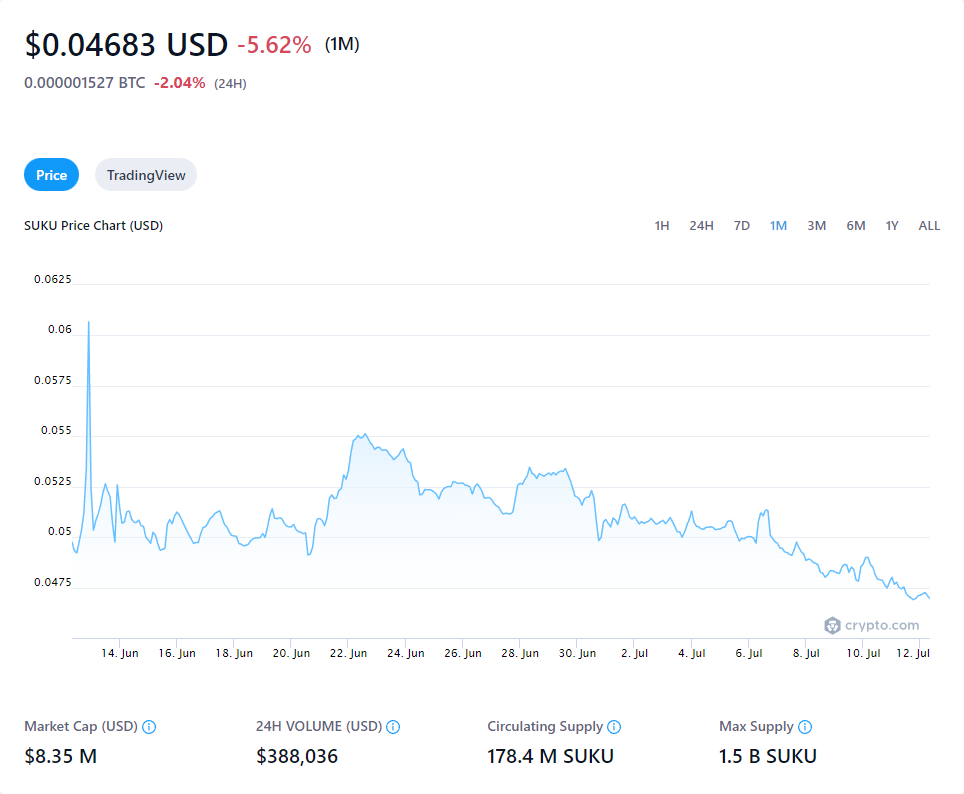 $0.04683 USD -5.62% (1M)
0.000001527 BTC -2.04% (24H)
Price TradingView
SUKU Price Chart (USD) 1H 24H 7D 1M 3M 6M 1Y ALL
0.0625
0.06
0.0575
0.055
0.0525
0.05
0.0475
crypto.com
14. Jun 16. Jun 18. Jun 20. Jun 22. Jun 24. Jun 26. Jun 28. Jun 30. Jun 2. Jul 4. Jul 6. Jul 8. Jul 10. Jul 12. Jul
Market Cap (USD) 24H VOLUME (USD) Circulating Supply Max Supply
$8.35 M $388,036 178.4 M SUKU 1.5 B SUKU